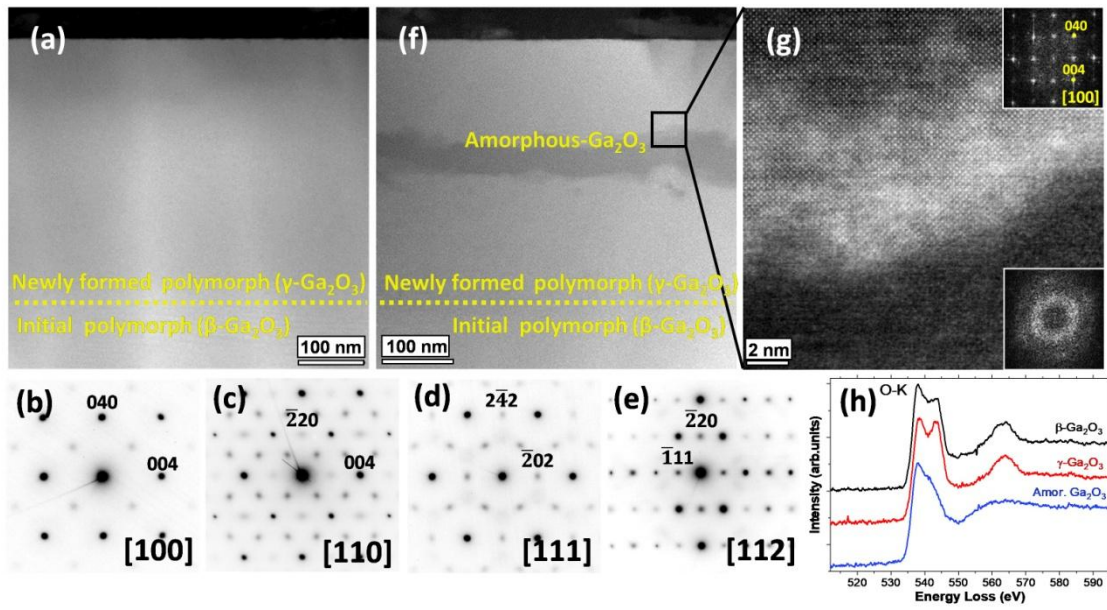 (a)
Newly formed polymorph (γ-Ga₂O₃)
Initial polymorph (β-Ga₂O₃)
100 nm
(f)
Amorphous-Ga₂O₃
Newly formed polymorph (γ-Ga₂O₃)
Initial polymorph (β-Ga₂O₃)
100 nm
(g)
040
004
[100]
2 nm
(b)
040
004
[100]
(c)
2̅20
004
[110]
(d)
24̅2
2̅02
[111]
(e)
2̅20
1̅11
[112]
(h)
O-K
β-Ga₂O₃
γ-Ga₂O₃
Amor. Ga₂O₃
Intensity (arb.units)
520 530 540 550 560 570 580 590
Energy Loss (eV)